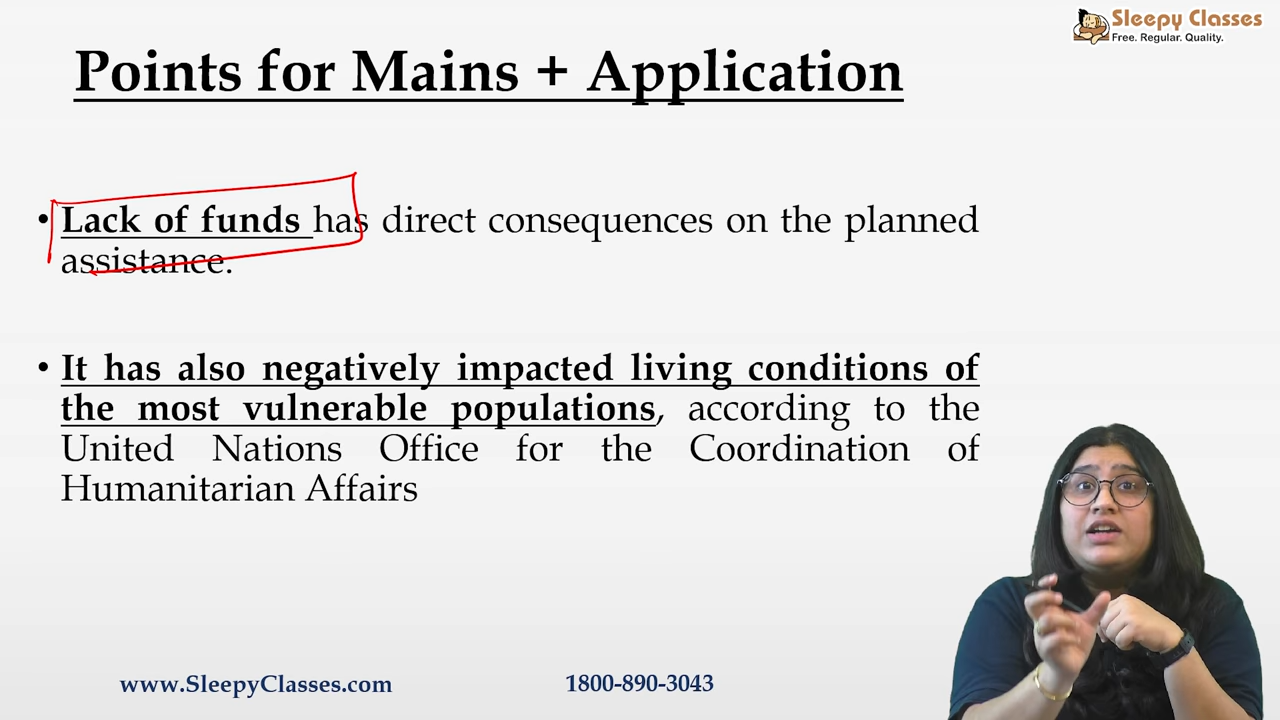 Sleepy Classes
Free. Regular. Quality.
Points for Mains + Application
• Lack of funds has direct consequences on the planned
assistance.
• It has also negatively impacted living conditions of
the most vulnerable populations, according to the
United Nations Office for the Coordination of
Humanitarian Affairs
www.SleepyClasses.com
1800-890-3043